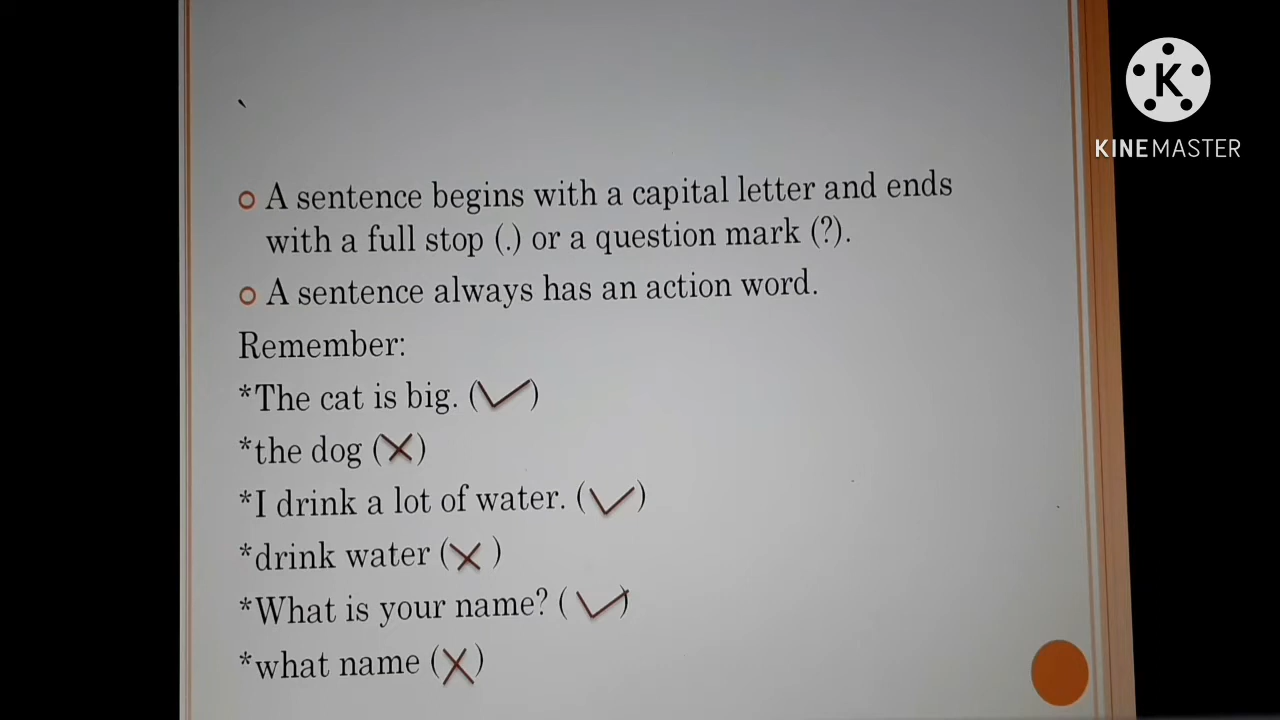 A sentence begins with a capital letter and ends
with a full stop (.) or a question mark (?).
A sentence always has an action word.
Remember:
*The cat is big. (✓)
*the dog (✗)
*I drink a lot of water. (✓)
*drink water (✗ )
*What is your name? ( ✓)
*what name (✗)
K
KINEMASTER